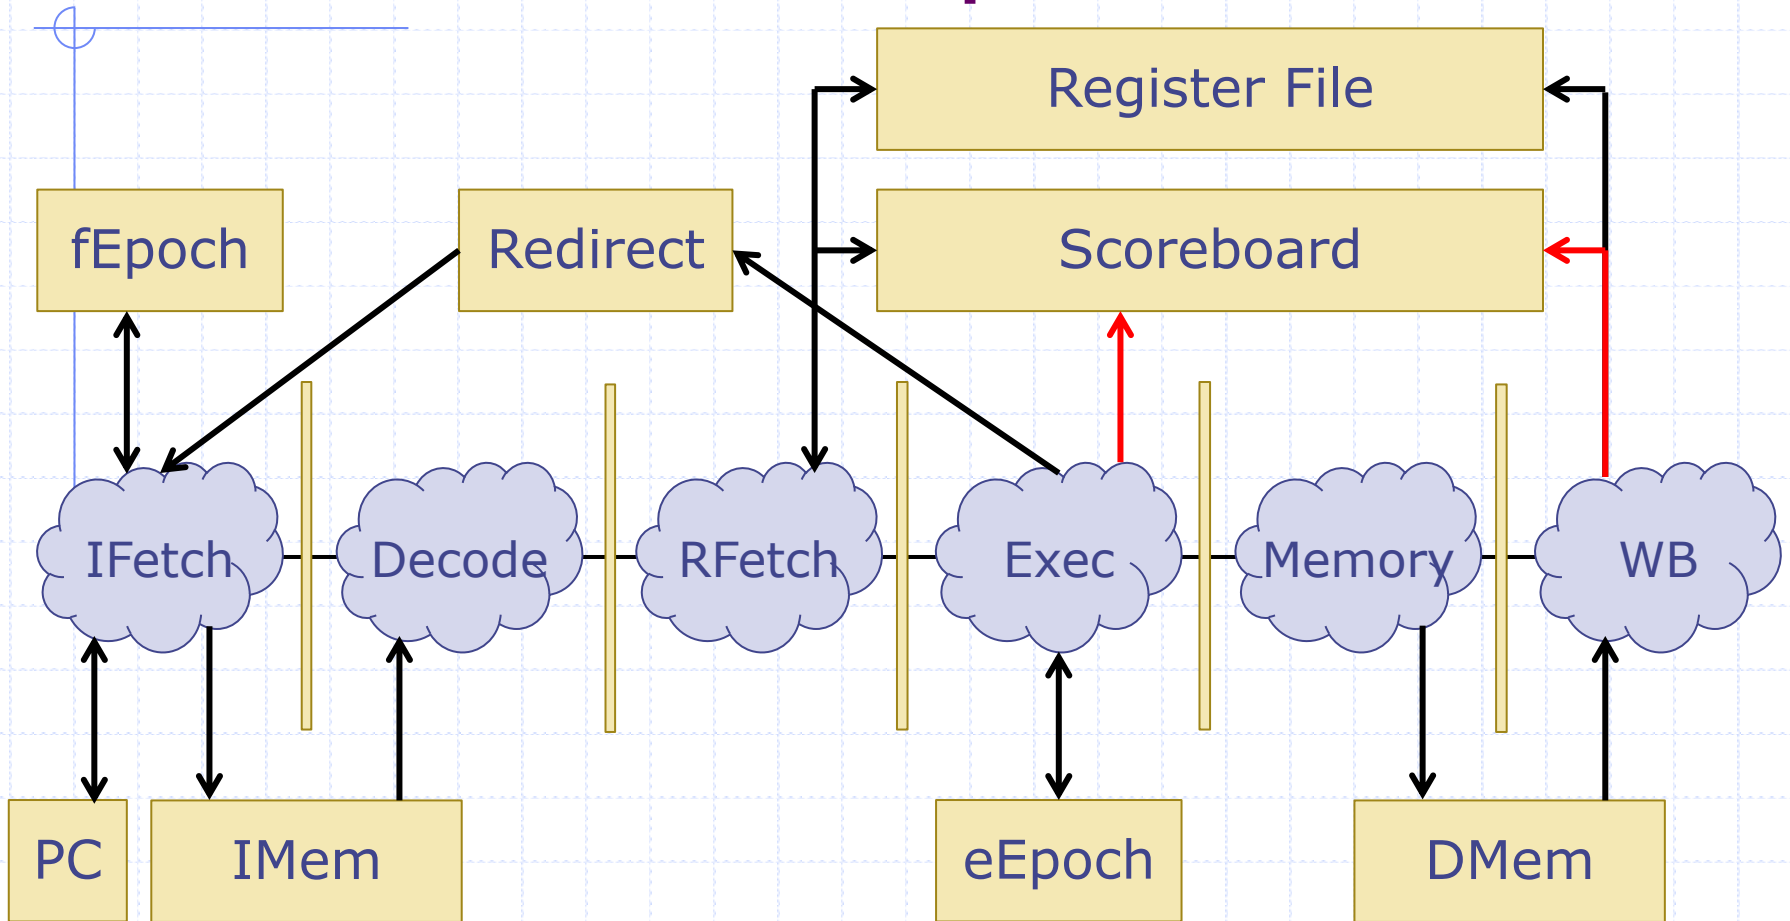 Register File
fEpoch
Redirect
Scoreboard
IFetch
Decode
RFetch
Exec
Memory
WB
PC
IMem
eEpoch
DMem